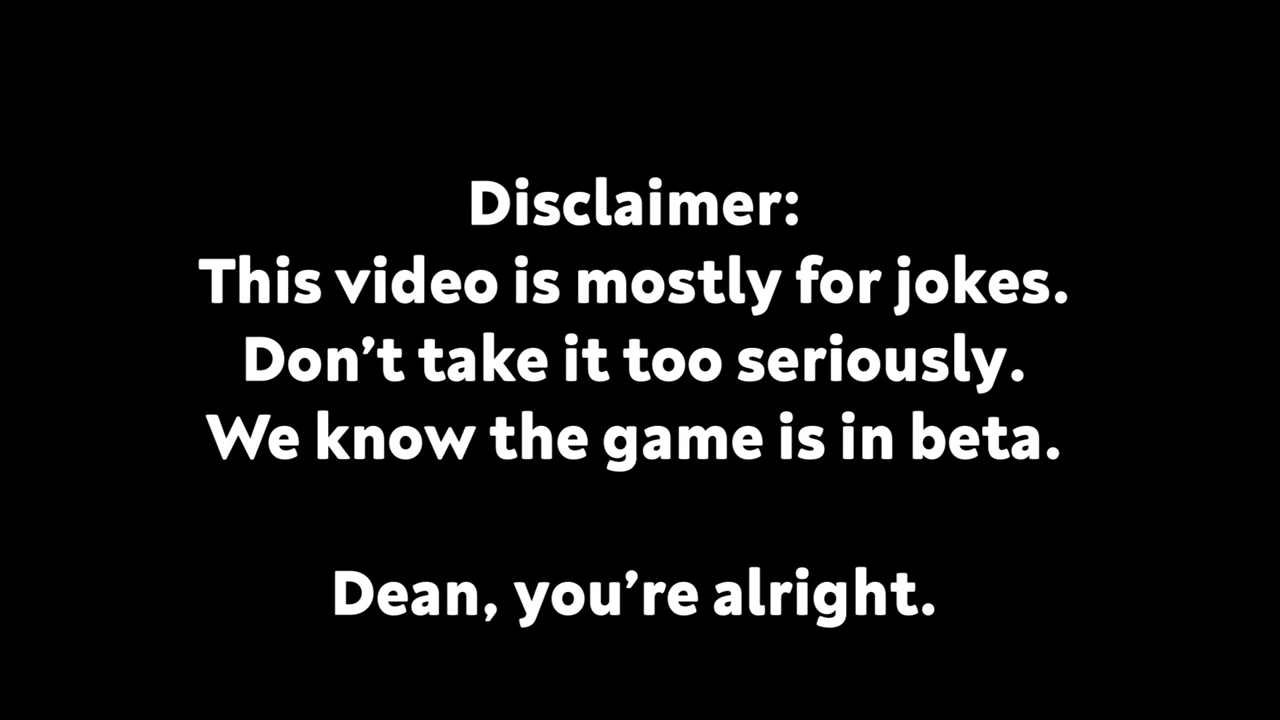 Disclaimer:
This video is mostly for jokes.
Don’t take it too seriously.
We know the game is in beta.
Dean, you’re alright.